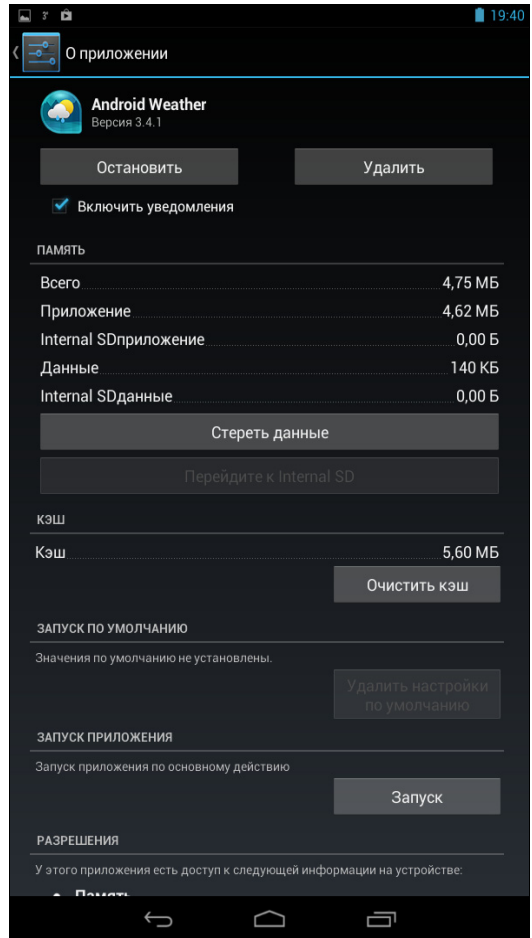 19:40
О приложении
Android Weather
Версия 3.4.1
Остановить
Удалить
Включить уведомления
ПАМЯТЬ
Всего 4,75 МБ
Приложение 4,62 МБ
Internal SDприложение 0,00 Б
Данные 140 КБ
Internal SDданные 0,00 Б
Стереть данные
Перейдите к Internal SD
КЭШ
Кэш 5,60 МБ
Очистить кэш
ЗАПУСК ПО УМОЛЧАНИЮ
Значения по умолчанию не установлены.
Удалить настройки
по умолчанию
ЗАПУСК ПРИЛОЖЕНИЯ
Запуск приложения по основному действию
Запуск
РАЗРЕШЕНИЯ
У этого приложения есть доступ к следующей информации на устройстве:
Память